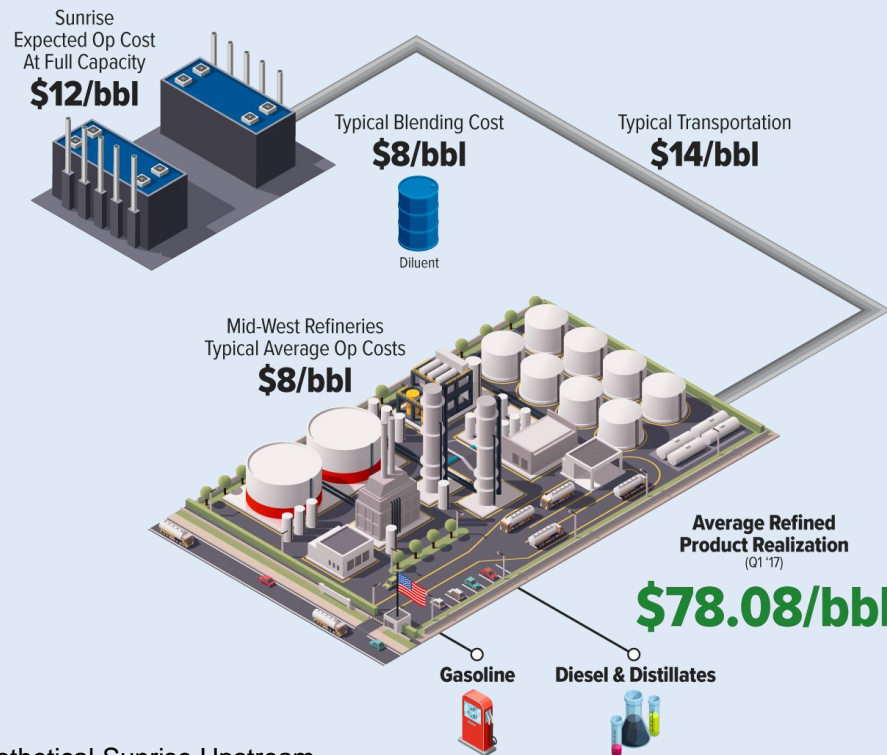 Sunrise
Expected Op Cost
At Full Capacity
$12/bbl
Typical Blending Cost
$8/bbl
Diluent
Typical Transportation
$14/bbl
Mid-West Refineries
Typical Average Op Costs
$8/bbl
Average Refined
Product Realization
(Q1 '17)
$78.08/bbl
Gasoline
Diesel & Distillates
Sunrise Upstream